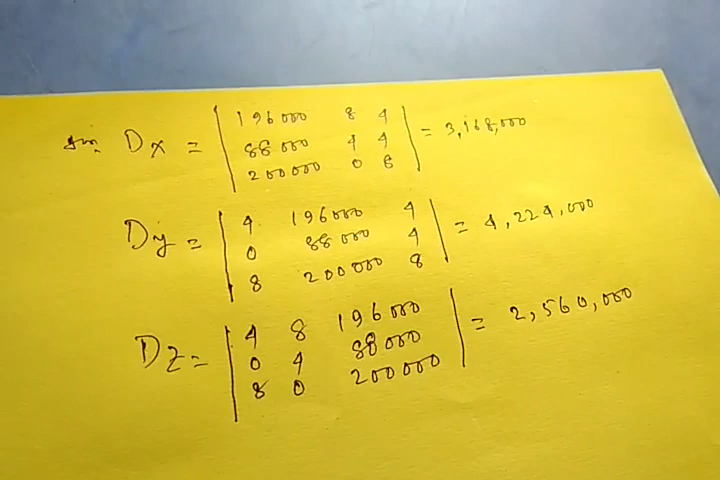 Dx = | 196000 8 4 |
| 88000 4 4 | = 3,168,000
| 200000 0 8 |
Dy = | 4 196000 4 |
| 0 88000 4 | = 4,224,000
| 8 200000 8 |
Dz = | 4 8 196000 |
| 0 4 88000 | = 2,560,000
| 8 0 200000 |